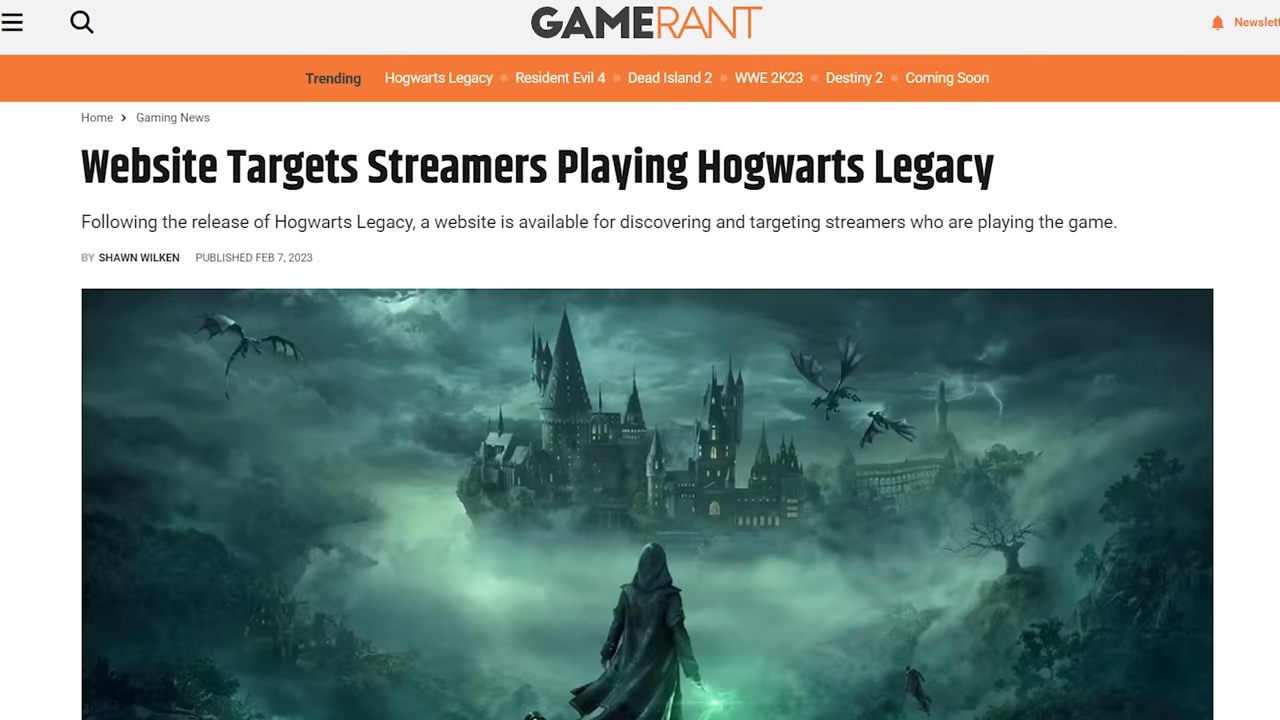 GAMERANT
Newslett
Trending Hogwarts Legacy Resident Evil 4 Dead Island 2 WWE 2K23 Destiny 2 Coming Soon
Home > Gaming News
Website Targets Streamers Playing Hogwarts Legacy
Following the release of Hogwarts Legacy, a website is available for discovering and targeting streamers who are playing the game.
BY SHAWN WILKEN PUBLISHED FEB 7, 2023